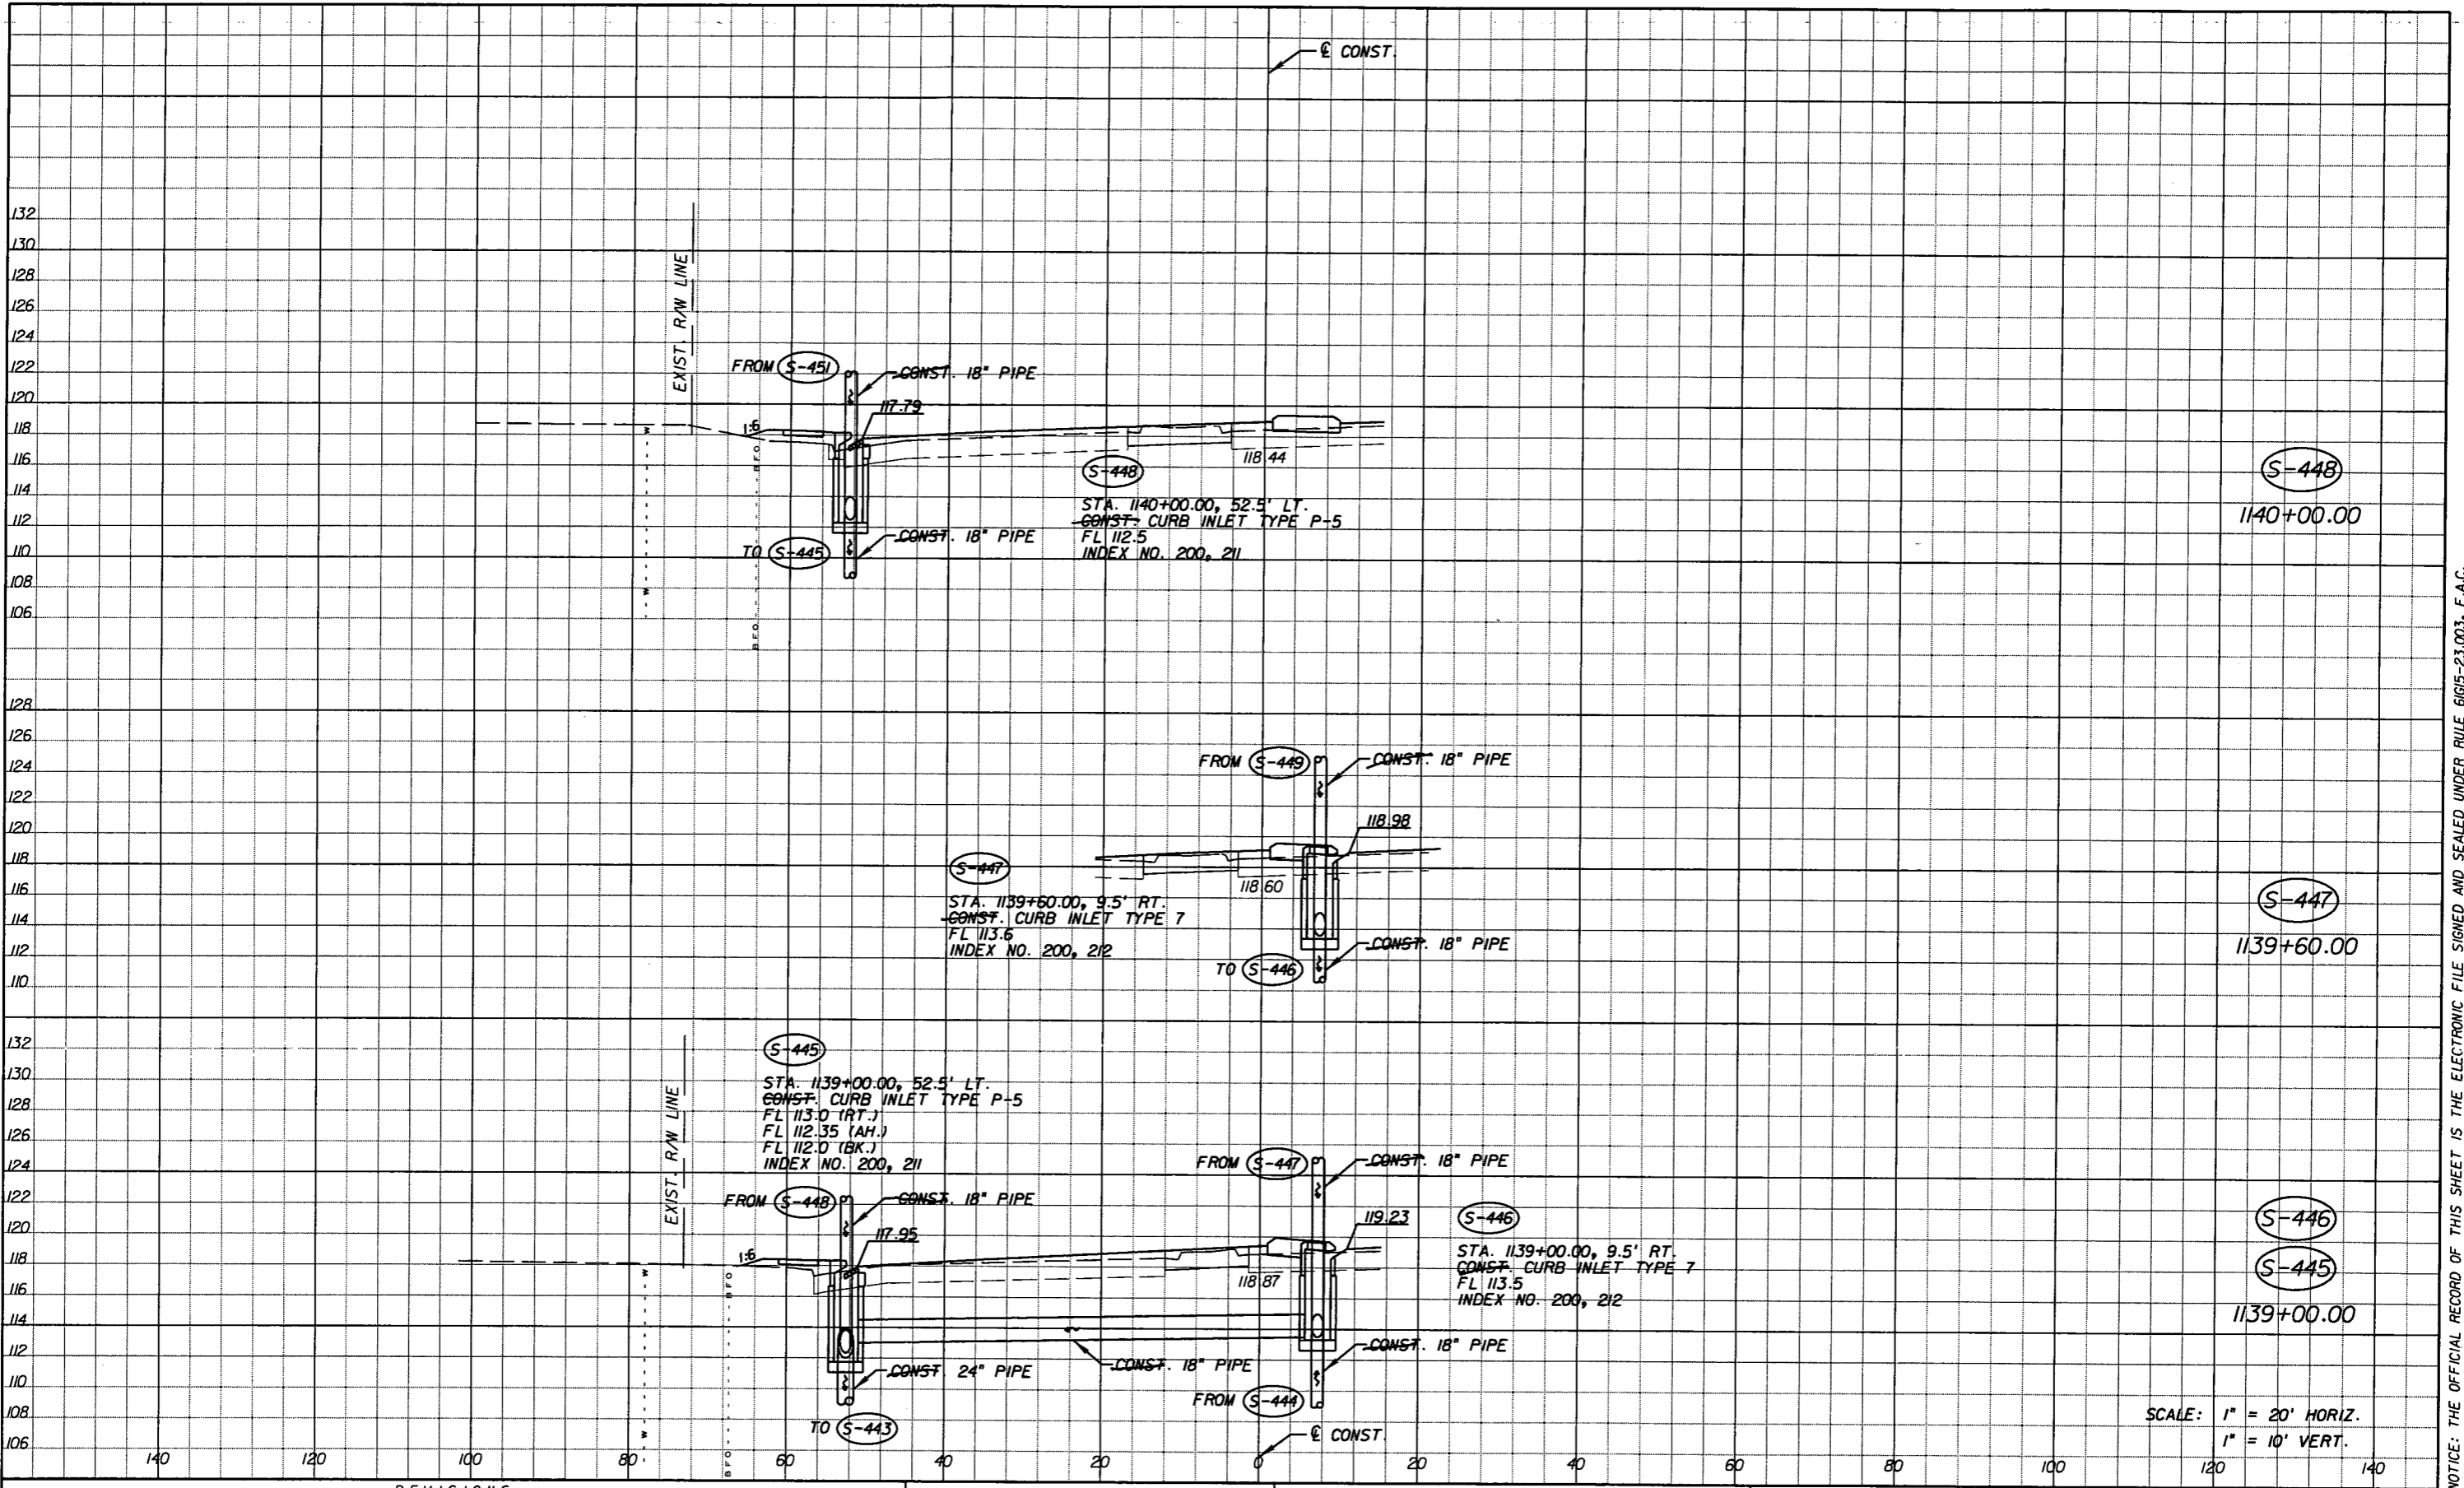 ℄ CONST.
132
130
128
126
124
122
120
118
116
114
112
110
108
106
EXIST. R/W LINE
FROM S-451
CONST. 18" PIPE
117.79
1:6
118.44
W
W
BFO
BFO
TO S-445
CONST. 18" PIPE
S-448
STA. 1140+00.00, 52.5' LT.
CONST. CURB INLET TYPE P-5
FL 112.5
INDEX NO. 200, 211
S-448
1140+00.00
128
126
124
122
120
118
116
114
112
110
FROM S-449
CONST. 18" PIPE
118.98
118.60
S-447
STA. 1139+60.00, 9.5' RT.
CONST. CURB INLET TYPE 7
FL 113.6
INDEX NO. 200, 212
CONST. 18" PIPE
TO S-446
S-447
1139+60.00
132
130
128
126
124
122
120
118
116
114
112
110
108
106
EXIST. R/W LINE
S-445
STA. 1139+00.00, 52.5' LT.
CONST. CURB INLET TYPE P-5
FL 113.0 (RT.)
FL 112.35 (AH.)
FL 112.0 (BK.)
INDEX NO. 200, 211
FROM S-448
CONST. 18" PIPE
117.95
1:6
W
W
BFO
BFO
FROM S-447
CONST. 18" PIPE
119.23
118.87
S-446
STA. 1139+00.00, 9.5' RT.
CONST. CURB INLET TYPE 7
FL 113.5
INDEX NO. 200, 212
CONST. 24" PIPE
CONST. 18" PIPE
CONST. 18" PIPE
TO S-443
FROM S-444
℄ CONST.
S-446
S-445
1139+00.00
SCALE: 1" = 20' HORIZ.
1" = 10' VERT.
140 120 100 80 60 40 20 0 20 40 60 80 100 120 140
REVISIONS
NOTICE: THE OFFICIAL RECORD OF THIS SHEET IS THE ELECTRONIC FILE SIGNED AND SEALED UNDER RULE 61G15-23.003, F.A.C.